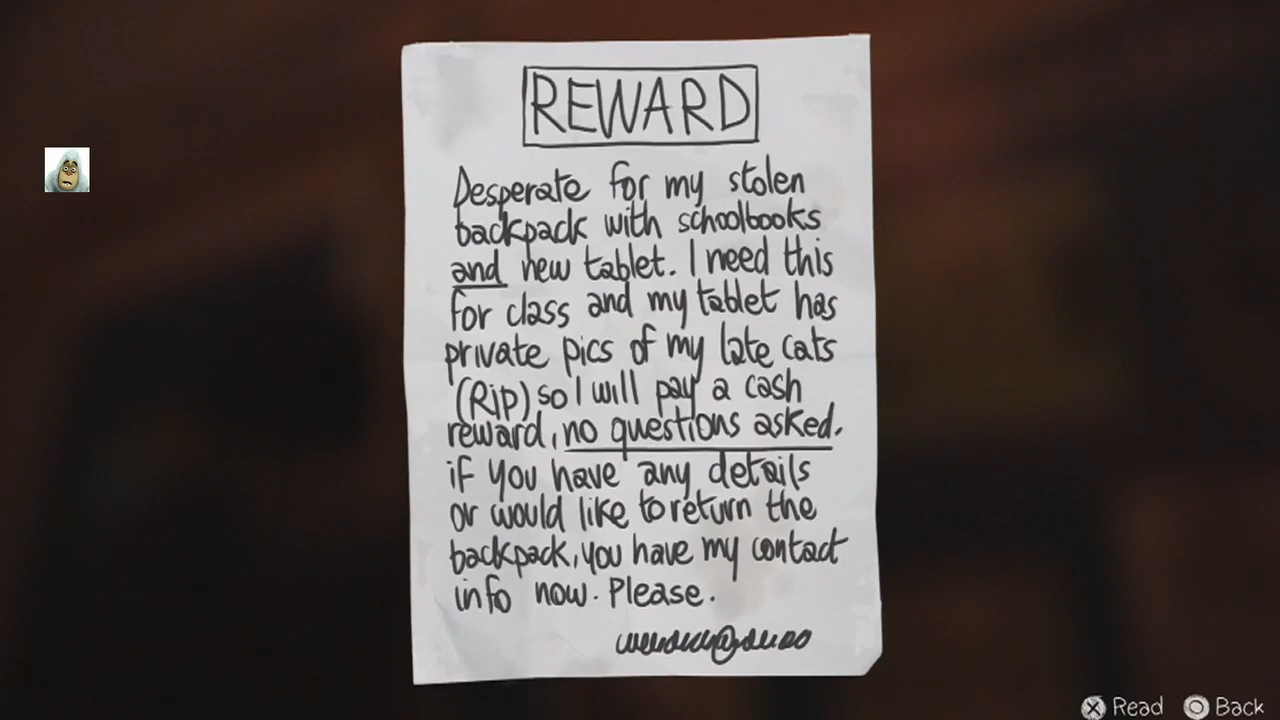 REWARD
Desperate for my stolen
backpack with schoolbooks
and new tablet. I need this
for class and my tablet has
private pics of my late cats
(Rip) so I will pay a cash
reward, no questions asked.
if you have any details
or would like to return the
backpack, you have my contact
info now. Please.
Read
Back